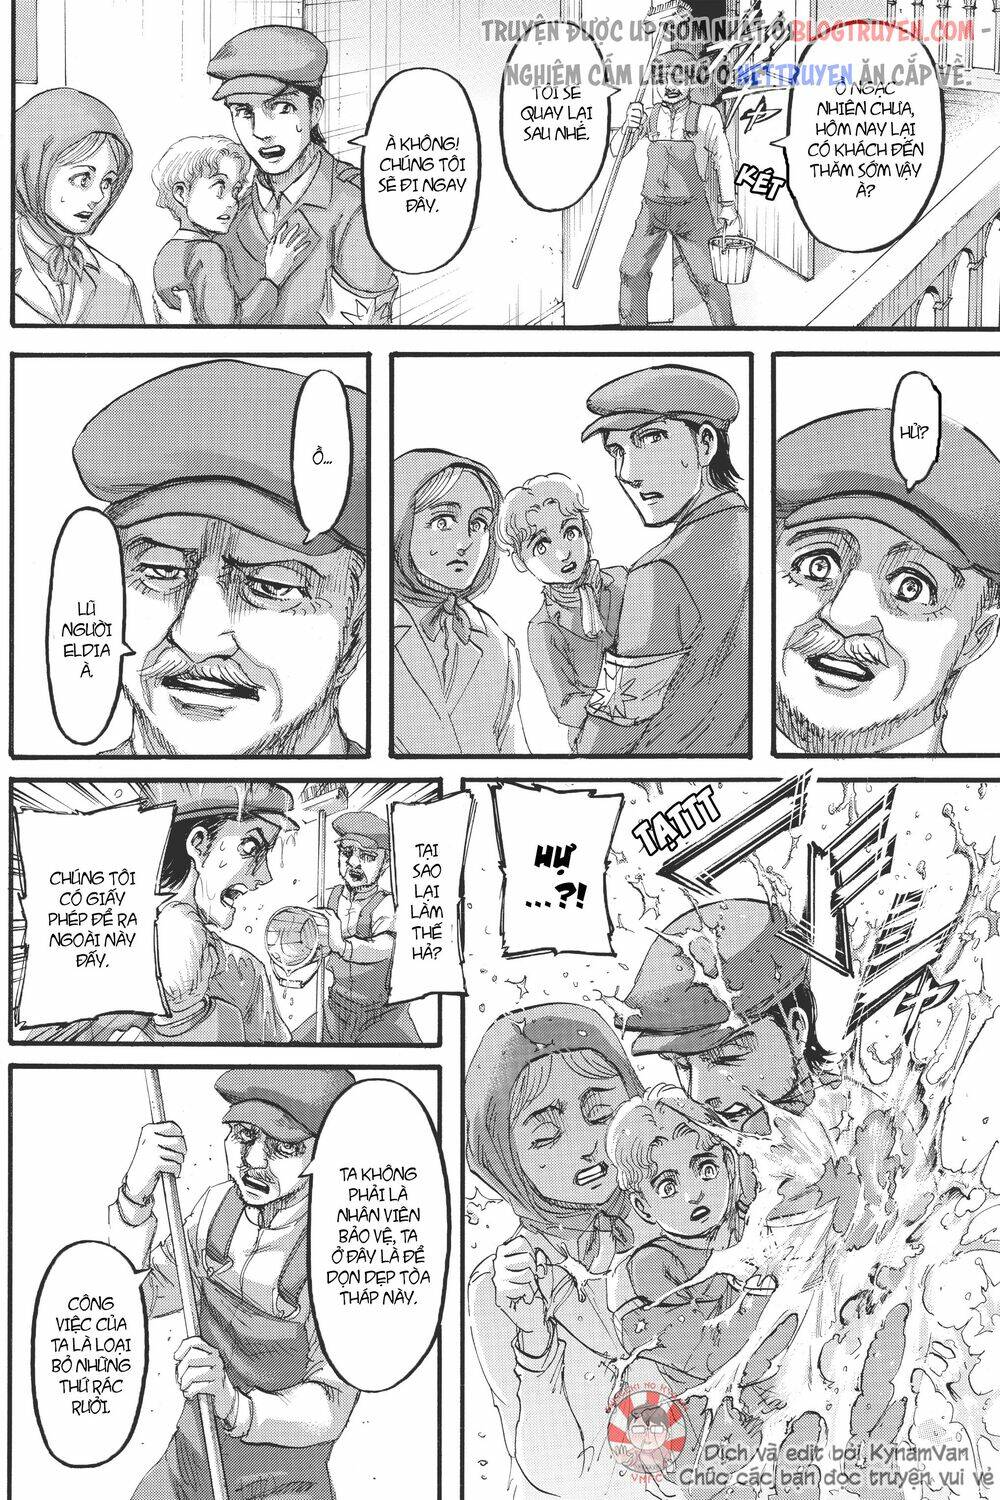 TRUYỆN ĐƯỢC UP SỚM NHẤT Ở BLOGTRUYEN.COM -
NGHIÊM CẤM LŨ CHÓ Ở NETTRUYEN ĂN CẮP VỀ.
Ồ NGẠC
NHIÊN CHƯA,
HÔM NAY LẠI
CÓ KHÁCH ĐẾN
THĂM SỚM VẬY
À?
KÉT
TÔI SẼ
QUAY LẠI
SAU NHÉ.
À KHÔNG!
CHÚNG TÔI
SẼ ĐI NGAY
ĐÂY.
HỬ?
Ồ...
LŨ
NGƯỜI
ELDIA
À.
TẠTTT
HỰ
...?!
TẠI
SAO LẠI
LÀM
THẾ
HẢ?
CHÚNG TÔI
CÓ GIẤY
PHÉP ĐỂ RA
NGOÀI NÀY
ĐẤY.
TA KHÔNG
PHẢI LÀ
NHÂN VIÊN
BẢO VỆ, TA
Ở ĐÂY LÀ ĐỂ
DỌN DẸP TÒA
THÁP NÀY.
CÔNG
VIỆC CỦA
TA LÀ LOẠI
BỎ NHỮNG
THỨ RÁC
RƯỞI.
VNFC
Dịch và edit bởi KynamVan
Chúc các bạn đọc truyện vui vẻ